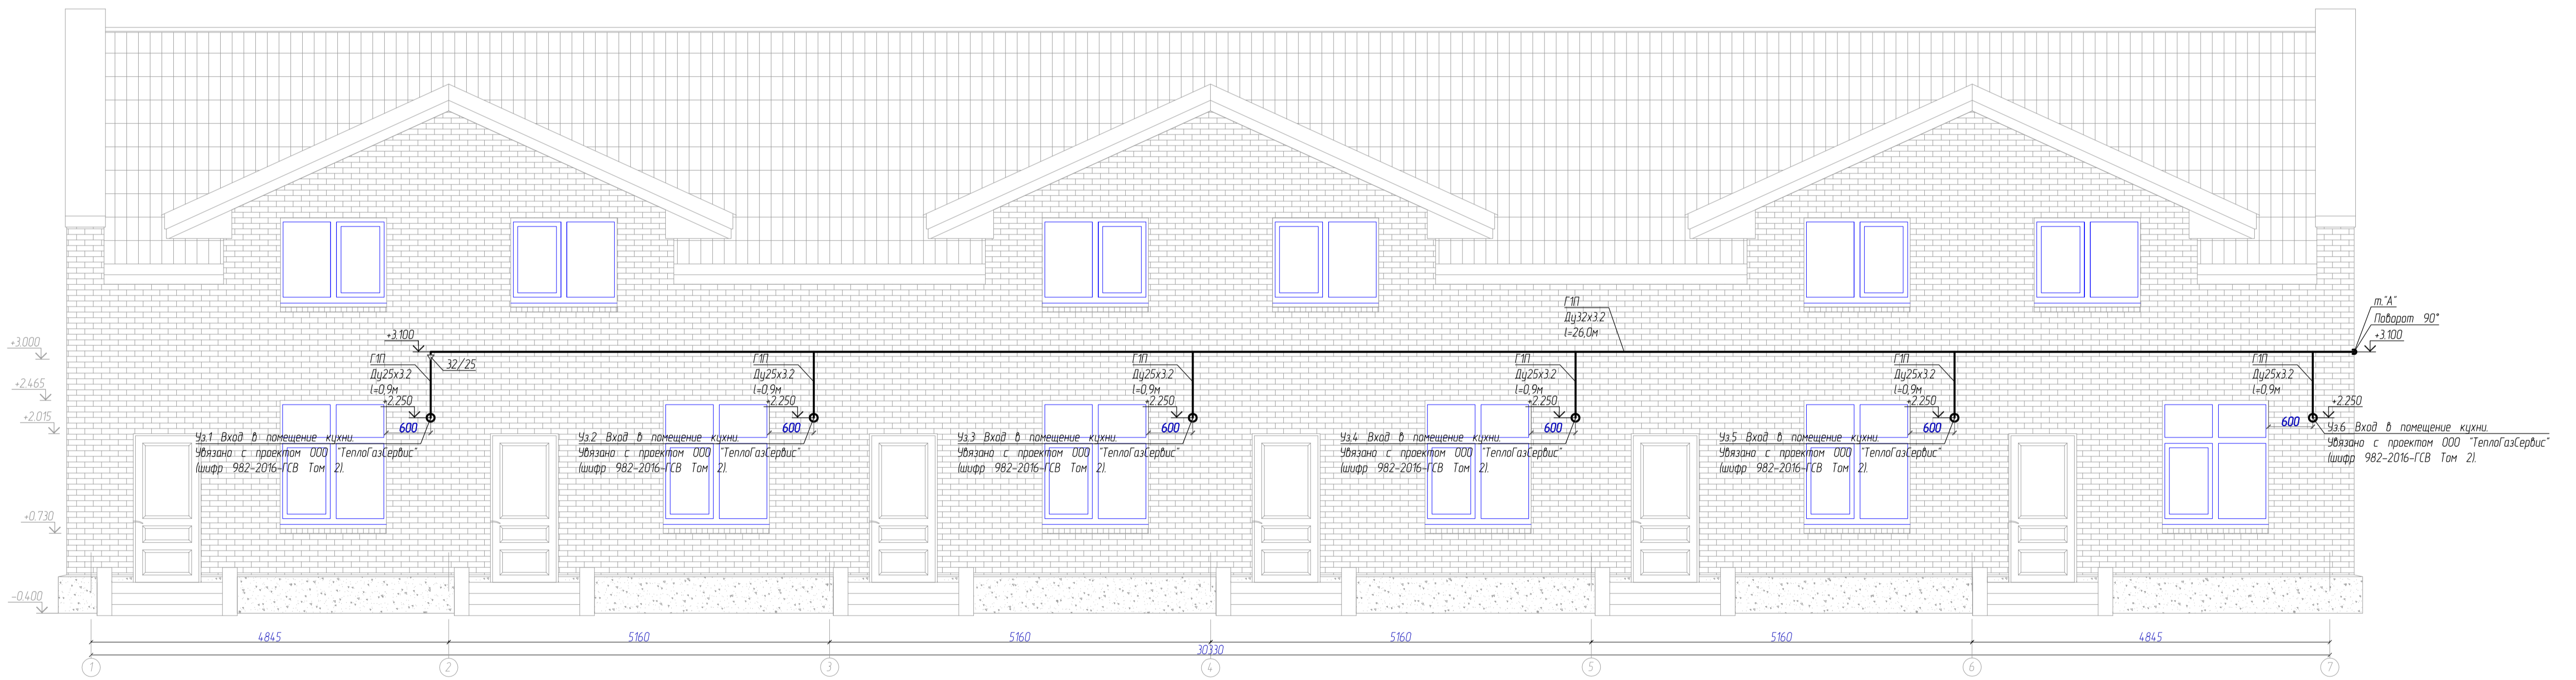 Г1П
Ду32х3.2
l=26,0м
т."А"
Поворот 90°
+3.100
+3.100
32/25
+3.000
+2.465
+2.015
+0.730
-0.400
Г1П
Ду25х3.2
l=0,9м
+2.250
600
Уз.1 Вход в помещение кухни.
Увязано с проектом ООО "ТеплоГазСервис"
(шифр 982-2016-ГСВ Том 2).
Г1П
Ду25х3.2
l=0,9м
+2.250
600
Уз.2 Вход в помещение кухни.
Увязано с проектом ООО "ТеплоГазСервис"
(шифр 982-2016-ГСВ Том 2).
Г1П
Ду25х3.2
l=0,9м
+2.250
600
Уз.3 Вход в помещение кухни.
Увязано с проектом ООО "ТеплоГазСервис"
(шифр 982-2016-ГСВ Том 2).
Г1П
Ду25х3.2
l=0,9м
+2.250
600
Уз.4 Вход в помещение кухни.
Увязано с проектом ООО "ТеплоГазСервис"
(шифр 982-2016-ГСВ Том 2).
Г1П
Ду25х3.2
l=0,9м
+2.250
600
Уз.5 Вход в помещение кухни.
Увязано с проектом ООО "ТеплоГазСервис"
(шифр 982-2016-ГСВ Том 2).
Г1П
Ду25х3.2
l=0,9м
+2.250
600
Уз.6 Вход в помещение кухни.
Увязано с проектом ООО "ТеплоГазСервис"
(шифр 982-2016-ГСВ Том 2).
4845 5160 5160 5160 5160 4845
30330
1 2 3 4 5 6 7